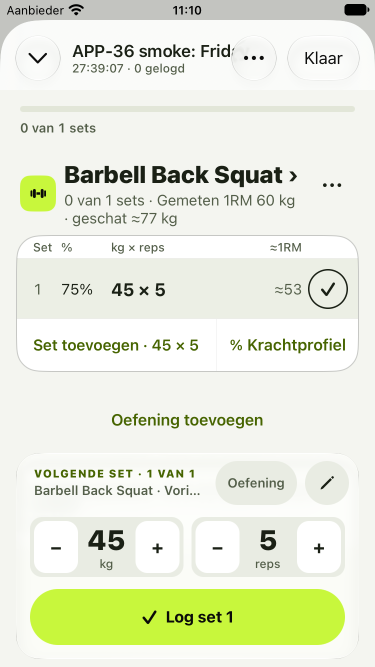 Aanbieder 11:10
APP-36 smoke: Frida
27:39:07 · 0 gelogd
Klaar
0 van 1 sets
Barbell Back Squat ›
0 van 1 sets · Gemeten 1RM 60 kg
· geschat ≈77 kg
Set % kg × reps ≈1RM
1 75% 45 × 5 ≈53
Set toevoegen · 45 × 5 % Krachtprofiel
Oefening toevoegen
VOLGENDE SET · 1 VAN 1
Barbell Back Squat · Vori...
Oefening
− 45 + − 5 +
kg reps
Log set 1